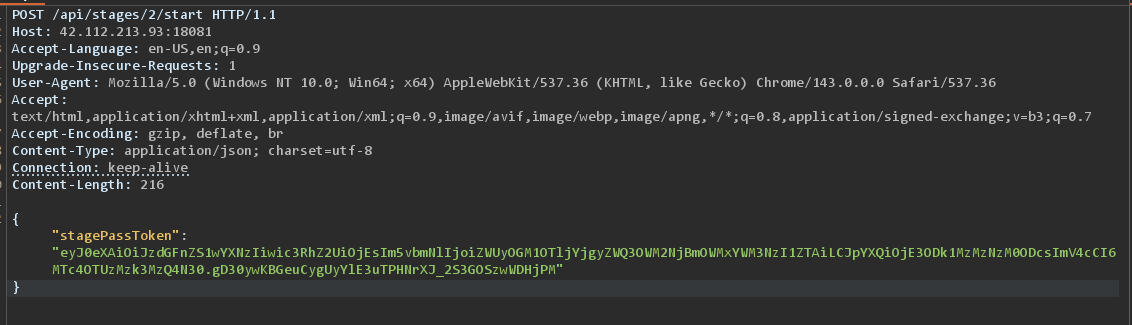 POST /api/stages/2/start HTTP/1.1
Host: 42.112.213.93:18081
Accept-Language: en-US,en;q=0.9
Upgrade-Insecure-Requests: 1
User-Agent: Mozilla/5.0 (Windows NT 10.0; Win64; x64) AppleWebKit/537.36 (KHTML, like Gecko) Chrome/143.0.0.0 Safari/537.36
Accept:
text/html,application/xhtml+xml,application/xml;q=0.9,image/avif,image/webp,image/apng,*/*;q=0.8,application/signed-exchange;v=b3;q=0.7
Accept-Encoding: gzip, deflate, br
Content-Type: application/json; charset=utf-8
Connection: keep-alive
Content-Length: 216
{
"stagePassToken":
"eyJ0eXAiOiJzdGFnZS1wYXNzIiwic3RhZ2UiOjEsIm5vbmNlIjoiZWUyOGM1OTljYjgyZWQ3OWM2NjBmOWMxYWM3NzI1ZTAiLCJpYXQiOjE3ODk1MzMzNzM0ODcsImV4cCI6
MTc4OTUzMzk3MzQ4N30.gD30ywKBGeuCygUyYlE3uTPHNrXJ_2S3GOSzwWDHjPM"
}